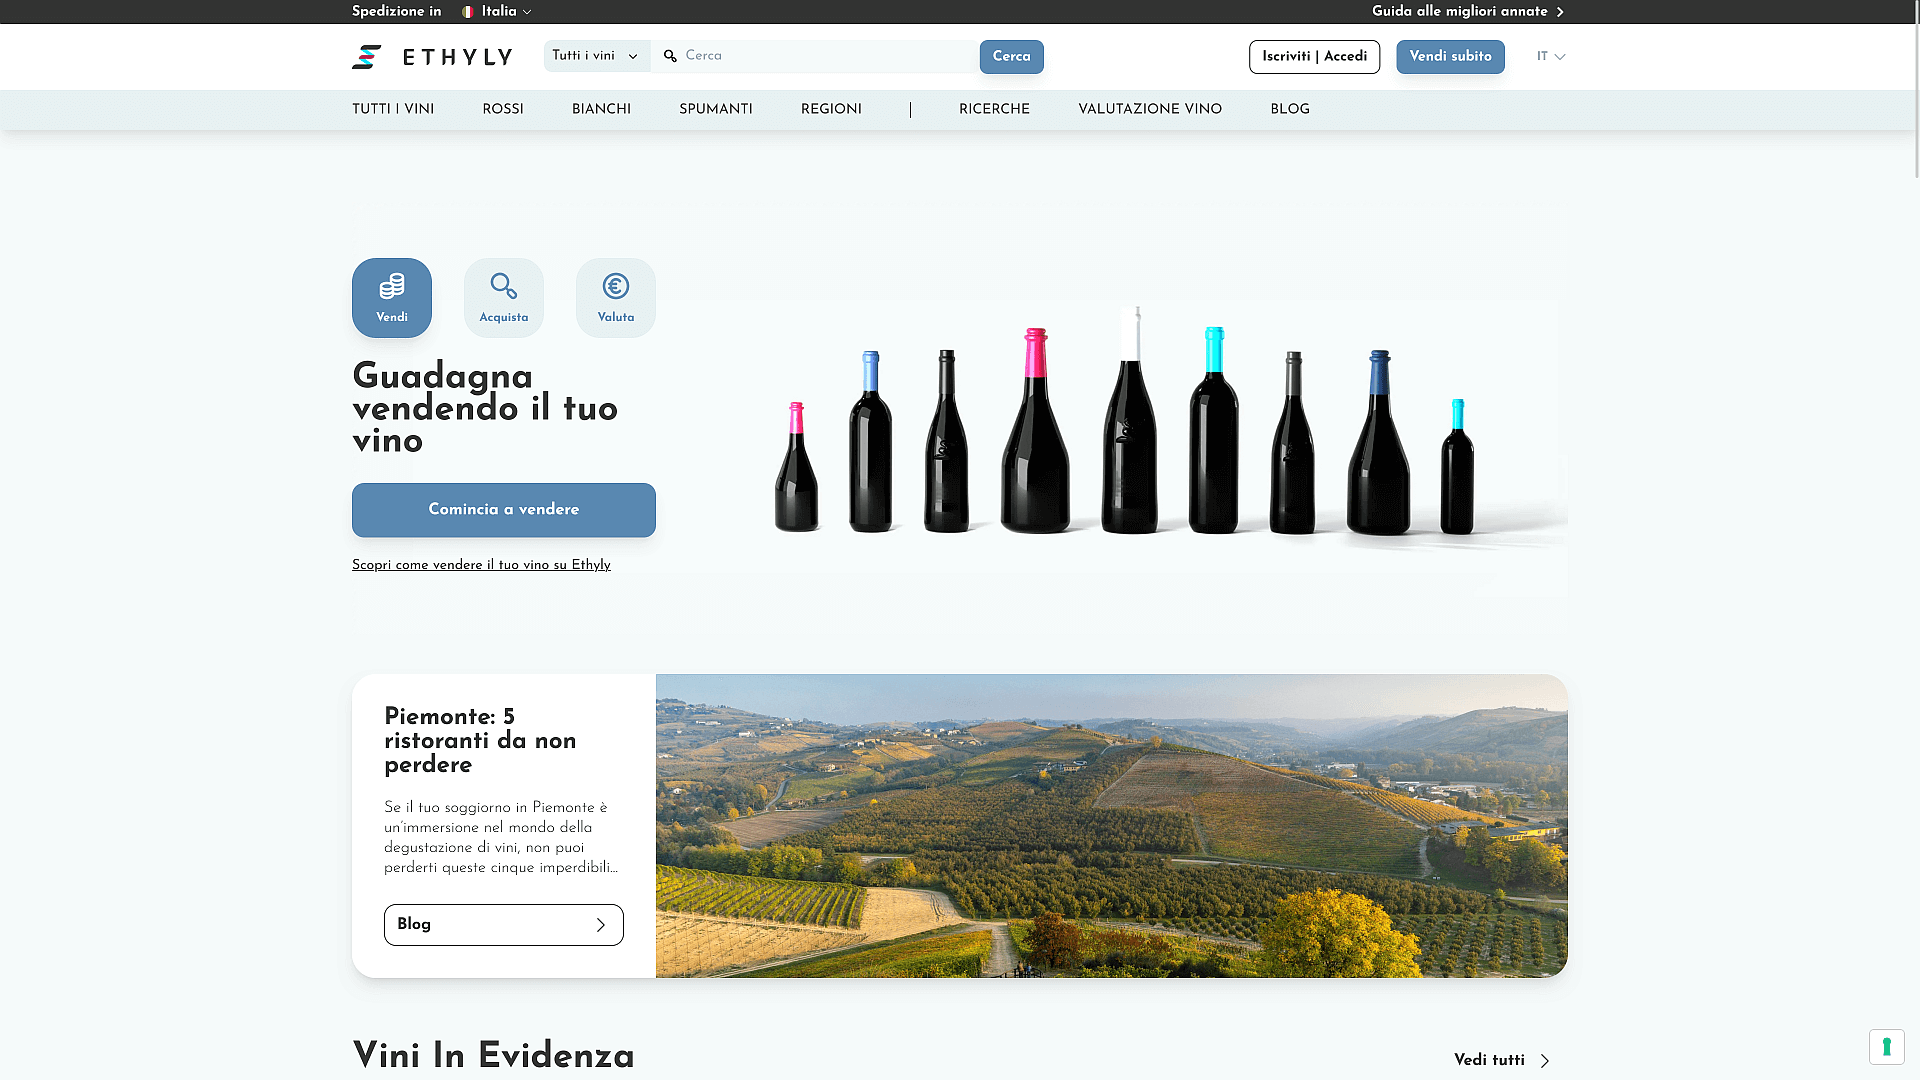 Spedizione in Italia
Guida alle migliori annate
ETHYLY
Tutti i vini
Cerca
Cerca
Iscriviti | Accedi
Vendi subito
IT
TUTTI I VINI
ROSSI
BIANCHI
SPUMANTI
REGIONI
|
RICERCHE
VALUTAZIONE VINO
BLOG
Vendi
Acquista
Valuta
Guadagna
vendendo il tuo
vino
Comincia a vendere
Scopri come vendere il tuo vino su Ethyly
Piemonte: 5
ristoranti da non
perdere
Se il tuo soggiorno in Piemonte è
un'immersione nel mondo della
degustazione di vini, non puoi
perderti queste cinque imperdibili...
Blog
Vini In Evidenza
Vedi tutti